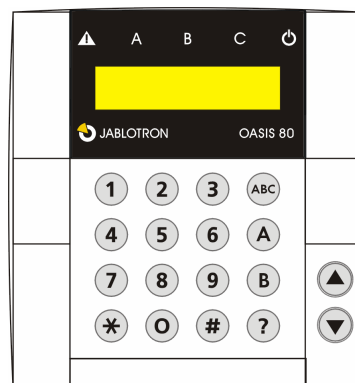 A B C
JABLOTRON OASIS 80
1 2 3 ABC
4 5 6 A
7 8 9 B
* 0 # ?